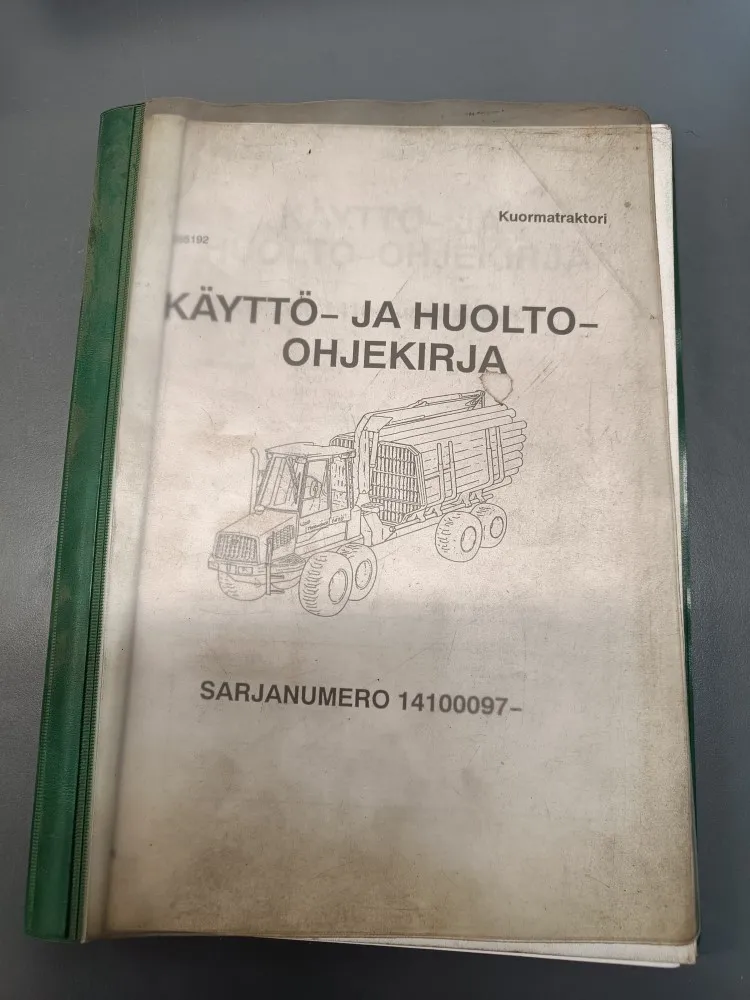 Kuormatraktori
KÄYTTÖ– JA HUOLTO–
OHJEKIRJA
SARJANUMERO 14100097–